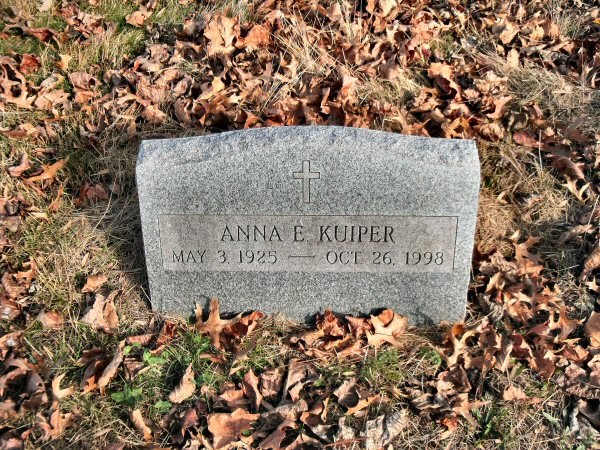 ANNA E. KUIPER
MAY 3, 1925 — OCT 26, 1998